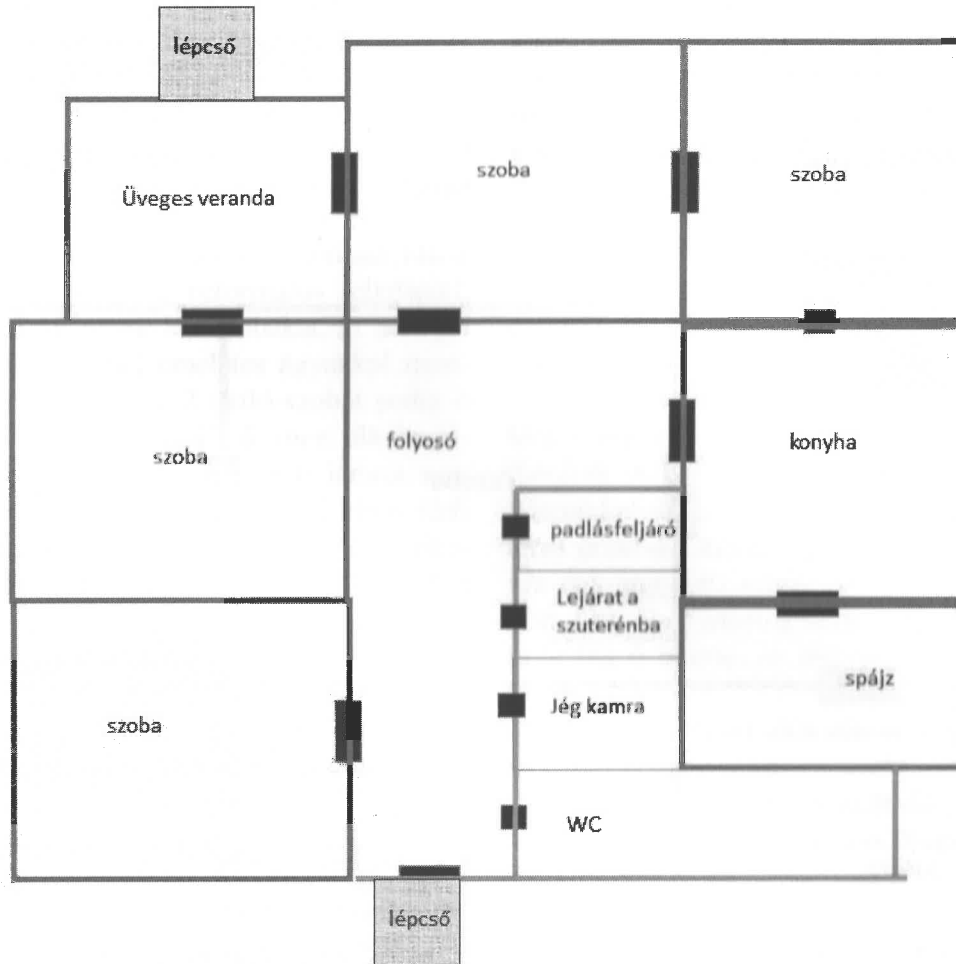 lépcső
szoba
szoba
Üveges veranda
szoba
folyosó
konyha
padlásfeljáró
Lejárat a
szuterénba
spájz
Jég kamra
szoba
WC
lépcső